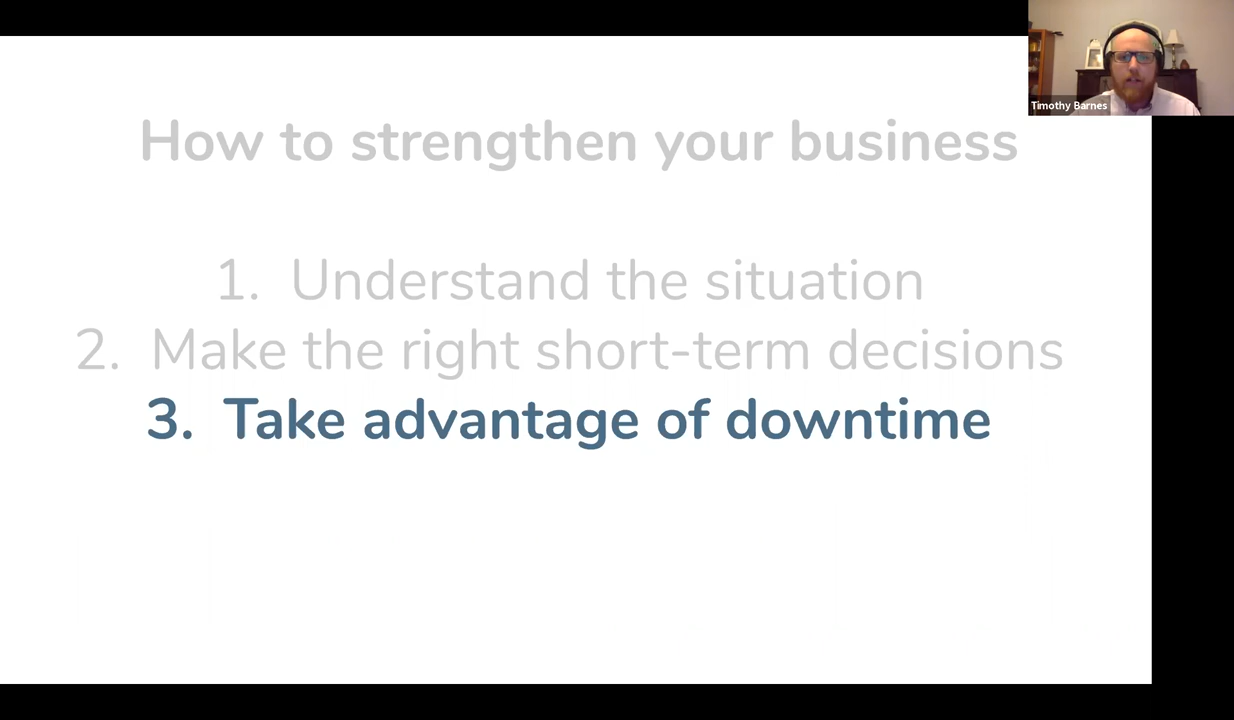 Timothy Barnes
How to strengthen your business
1. Understand the situation
2. Make the right short-term decisions
3. Take advantage of downtime